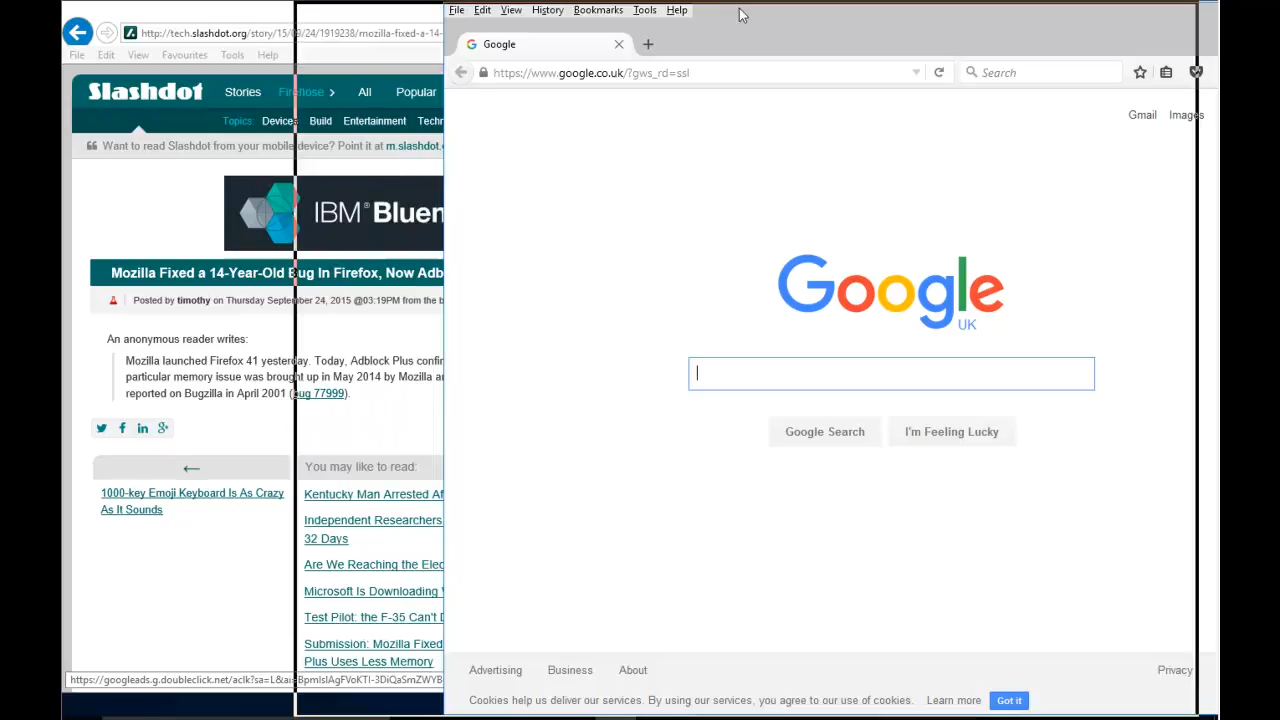 http://tech.slashdot.org/story/15/09/24/1919238/mozilla-fixed-a-14-
File Edit View Favourites Tools Help
Slashdot Stories Firehose > All Popular
Topics: Devices Build Entertainment Techn
Want to read Slashdot from your mobile device? Point it at m.slashdot.
IBM® Bluem
Mozilla Fixed a 14-Year-Old Bug In Firefox, Now Adb
Posted by timothy on Thursday September 24, 2015 @03:19PM from the b
An anonymous reader writes:
Mozilla launched Firefox 41 yesterday. Today, Adblock Plus confi
particular memory issue was brought up in May 2014 by Mozilla a
reported on Bugzilla in April 2001 (bug 77999).
←
1000-key Emoji Keyboard Is As Crazy
As It Sounds
You may like to read:
Kentucky Man Arrested Af
Independent Researchers
32 Days
Are We Reaching the Elec
Microsoft Is Downloading
Test Pilot: the F-35 Can't D
Submission: Mozilla Fixed
Plus Uses Less Memory
File Edit View History Bookmarks Tools Help
Google
https://www.google.co.uk/?gws_rd=ssl
Search
Gmail Images
Google
UK
Google Search I'm Feeling Lucky
Advertising Business About Privacy
Cookies help us deliver our services. By using our services, you agree to our use of cookies. Learn more Got it